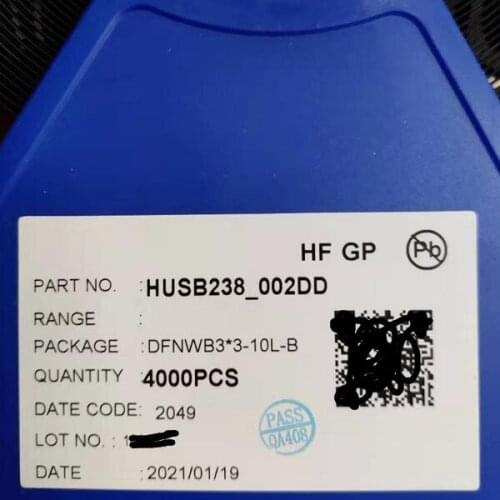 HF GP Pb
PART NO. :HUSB238_002DD
RANGE :
PACKAGE :DFNWB3*3-10L-B
QUANTITY :4000PCS
DATE CODE: 2049
LOT NO. : 1
DATE :2021/01/19
PASS
QA408